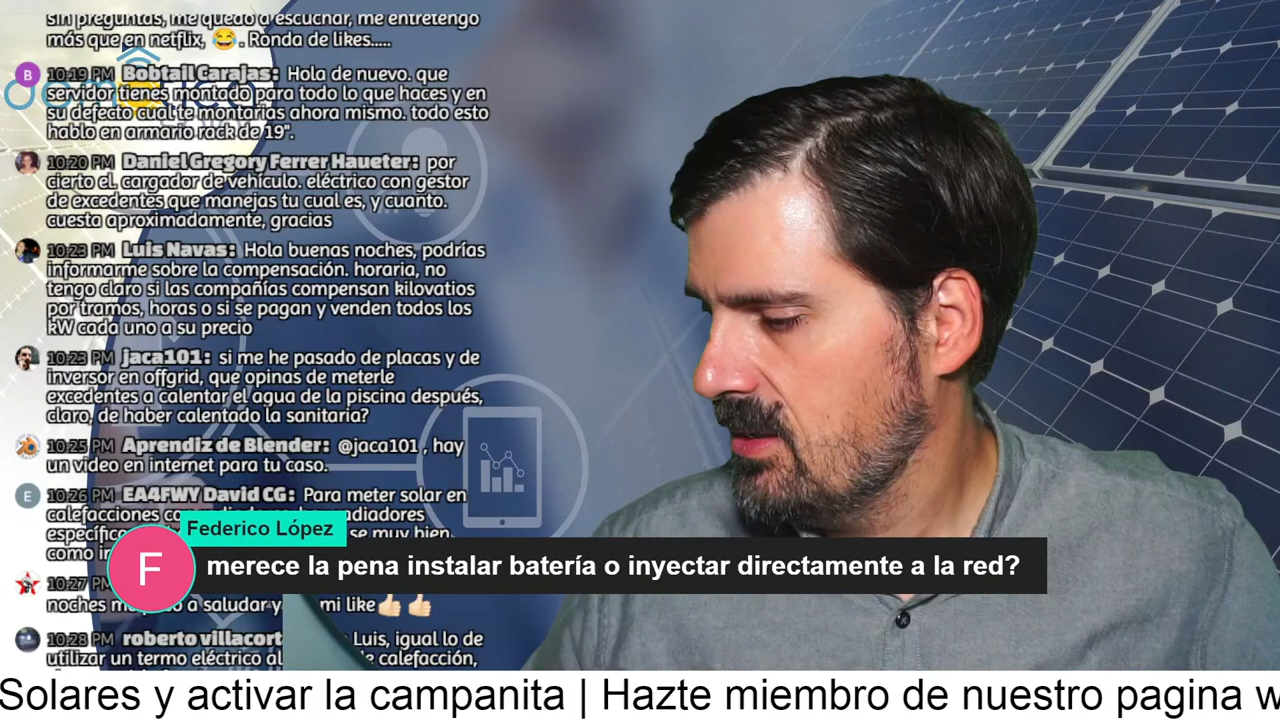 sin preguntas, me quedo a escuchar, me entretengo
más que en netflix, 😂. Ronda de likes.....
B 10:19 PM Bobtail Carajas: Hola de nuevo. que
servidor tienes montado para todo lo que haces y en
su defecto cual te montarias ahora mismo. todo esto
hablo en armario rack de 19".
10:20 PM Daniel Gregory Ferrer Haueter: por
cierto el. cargador de vehículo. eléctrico con gestor
de excedentes que manejas tu cual es, y cuanto.
cuesta aproximadamente, gracias
10:23 PM Luis Navas: Hola buenas noches, podrías
informarme sobre la compensación. horaria, no
tengo claro si las compañías compensan kilovatios
por tramos, horas o si se pagan y venden todos los
kW cada uno a su precio
10:23 PM jaca101: si me he pasado de placas y de
inversor en offgrid, que opinas de meterle
excedentes a calentar el agua de la piscina después,
claro, de haber calentado la sanitaria?
10:25 PM Aprendiz de Blender: @jaca101 , hay
un video en internet para tu caso.
E 10:26 PM EA4FWY David CG: Para meter solar en
calefacciones
específic se muy bien
como in
Federico López
F merece la pena instalar batería o inyectar directamente a la red?
10:27 PM
noches a saludar y mi like👍🏻👍🏻
10:28 PM roberto villacort Luis, igual lo de
utilizar un termo eléctrico al calefacción,
Solares y activar la campanita | Hazte miembro de nuestro pagina w